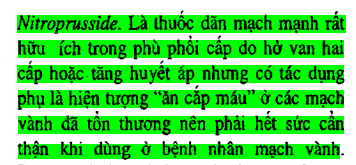 Nitroprusside. Là thuốc dãn mạch mạnh rất
hữu ích trong phù phổi cấp do hở van hai
cấp hoặc tăng huyết áp nhưng có tác dụng
phụ là hiện tượng "ăn cắp máu" ở các mạch
vành đã tổn thương nên phải hết sức cẩn
thận khi dùng ở bệnh nhân mạch vành.